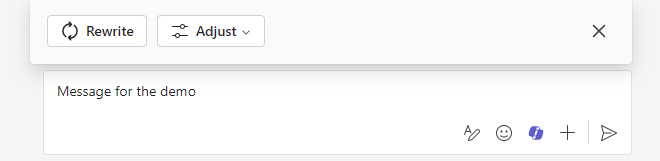 Rewrite
Adjust
Message for the demo